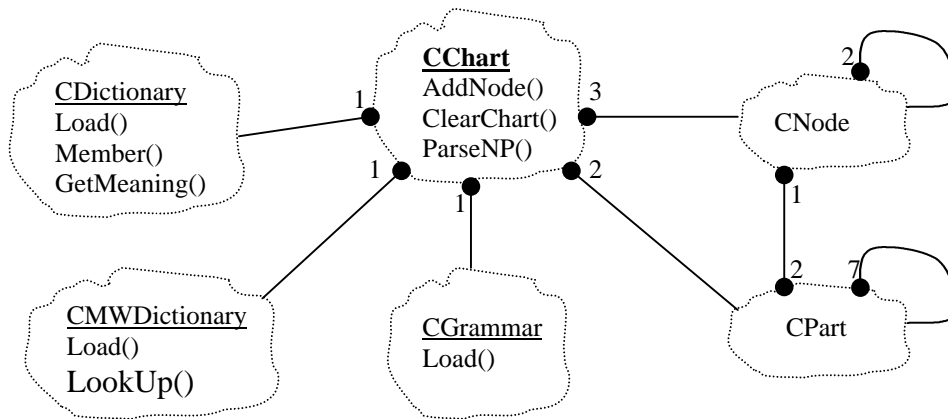 CChart
AddNode()
ClearChart()
ParseNP()
CDictionary
Load()
Member()
GetMeaning()
CNode
CMWDictionary
Load()
LookUp()
CGrammar
Load()
CPart
1
1
1
3
2
2
1
2
7